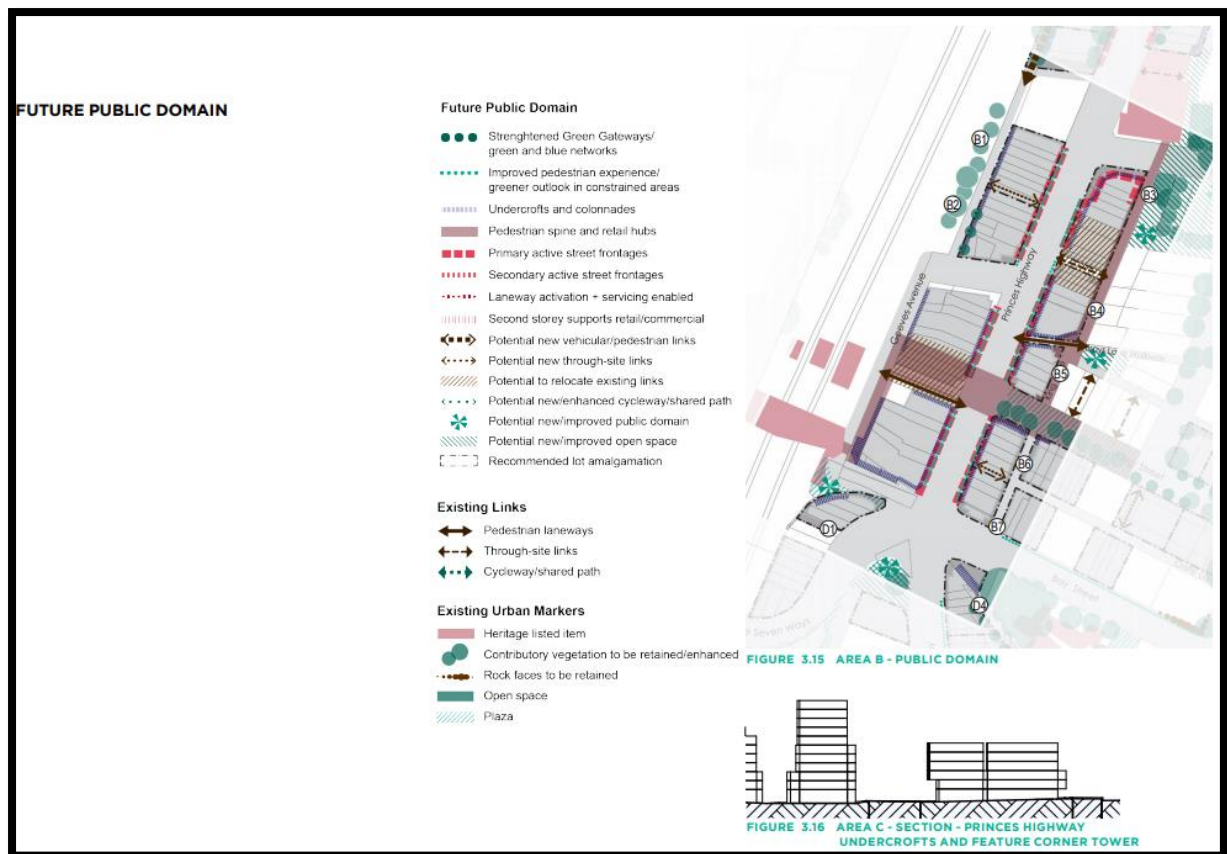 FUTURE PUBLIC DOMAIN
Future Public Domain
Strenghtened Green Gateways/
green and blue networks
Improved pedestrian experience/
greener outlook in constrained areas
Undercrofts and colonnades
Pedestrian spine and retail hubs
Primary active street frontages
Secondary active street frontages
Laneway activation + servicing enabled
Second storey supports retail/commercial
Potential new vehicular/pedestrian links
Potential new through-site links
Potential to relocate existing links
Potential new/enhanced cycleway/shared path
Potential new/improved public domain
Potential new/improved open space
Recommended lot amalgamation
Existing Links
Pedestrian laneways
Through-site links
Cycleway/shared path
Existing Urban Markers
Heritage listed item
Contributory vegetation to be retained/enhanced
Rock faces to be retained
Open space
Plaza
B1
B2
B3
Princes Highway
Geeves Avenue
B4
B5
B6
B7
D1
D4
Bay Street
Seven Ways
FIGURE 3.15 AREA B - PUBLIC DOMAIN
FIGURE 3.16 AREA C - SECTION - PRINCES HIGHWAY
UNDERCROFTS AND FEATURE CORNER TOWER